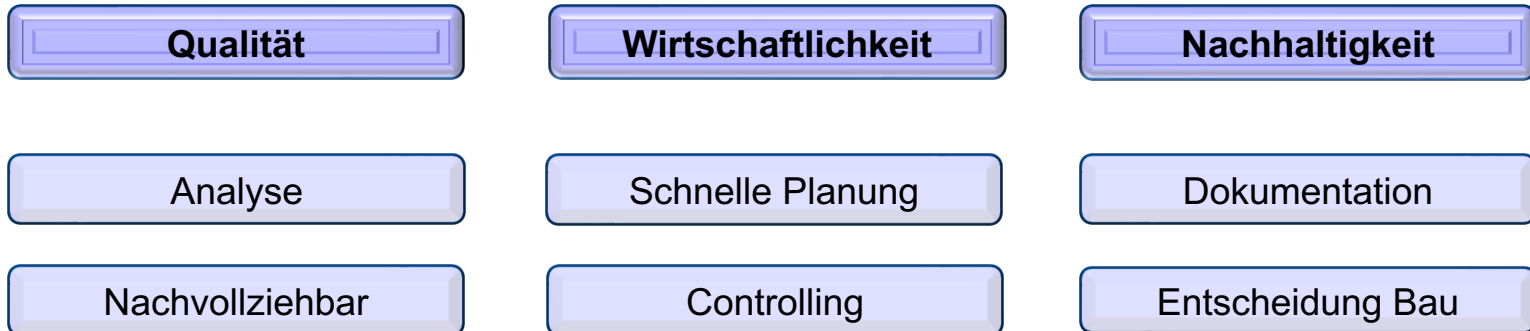 Qualität
Wirtschaftlichkeit
Nachhaltigkeit
Analyse
Schnelle Planung
Dokumentation
Nachvollziehbar
Controlling
Entscheidung Bau